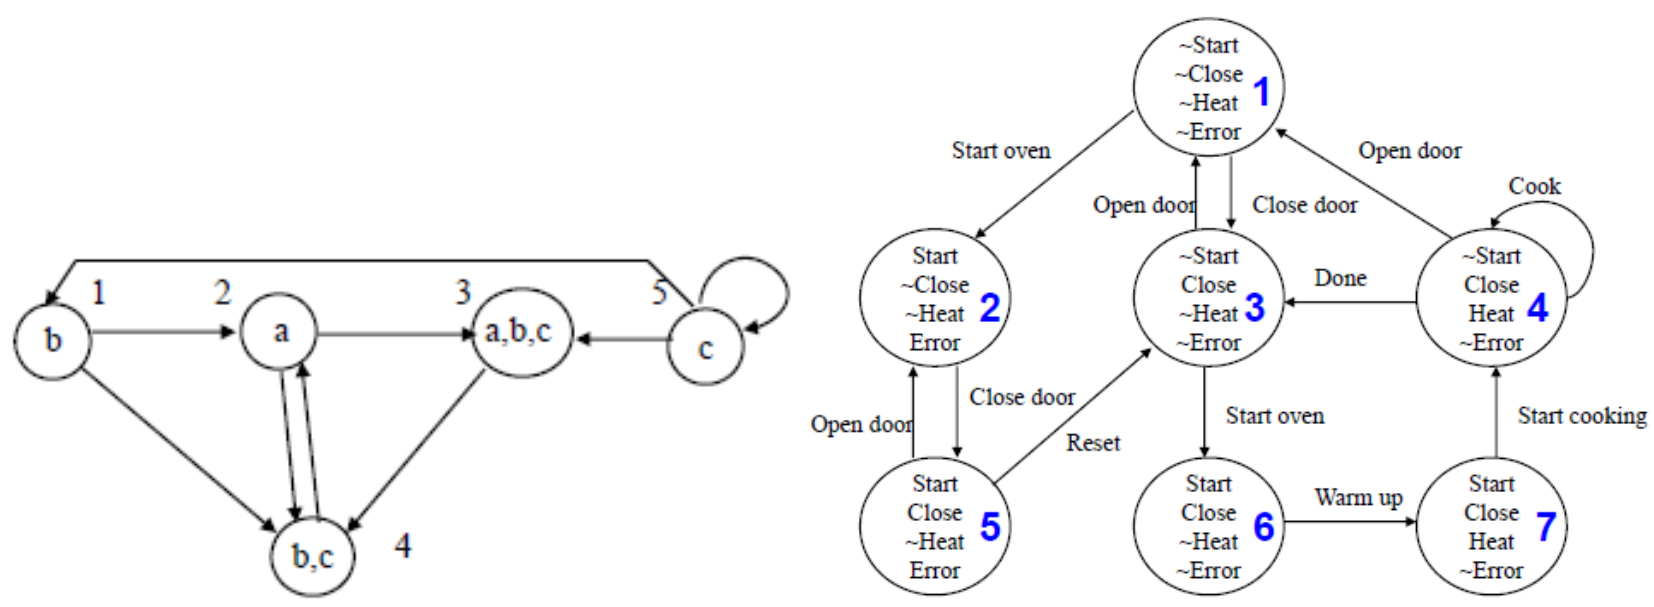 1
2
3
5
b
a
a,b,c
c
b,c
4
~Start
~Close
~Heat
~Error
1
Start oven
Open door
Close door
Open door
Cook
Start
~Close
~Heat
Error
2
~Start
Close
~Heat
~Error
3
Done
~Start
Close
Heat
~Error
4
Open door
Close door
Reset
Start oven
Start cooking
Start
Close
~Heat
Error
5
Start
Close
~Heat
~Error
6
Warm up
Start
Close
Heat
~Error
7